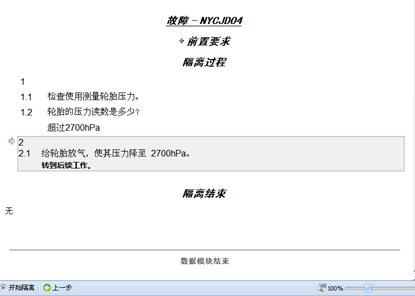 故障 – NYCJD04
前置要求
隔离过程
1
1.1 检查使用测量轮胎压力。
1.2 轮胎的压力读数是多少?
超过2700hPa
2
2.1 给轮胎放气，使其压力降至 2700hPa。
转到后续工作。
隔离结束
无
数据模块结束
开始隔离 上一步 100%